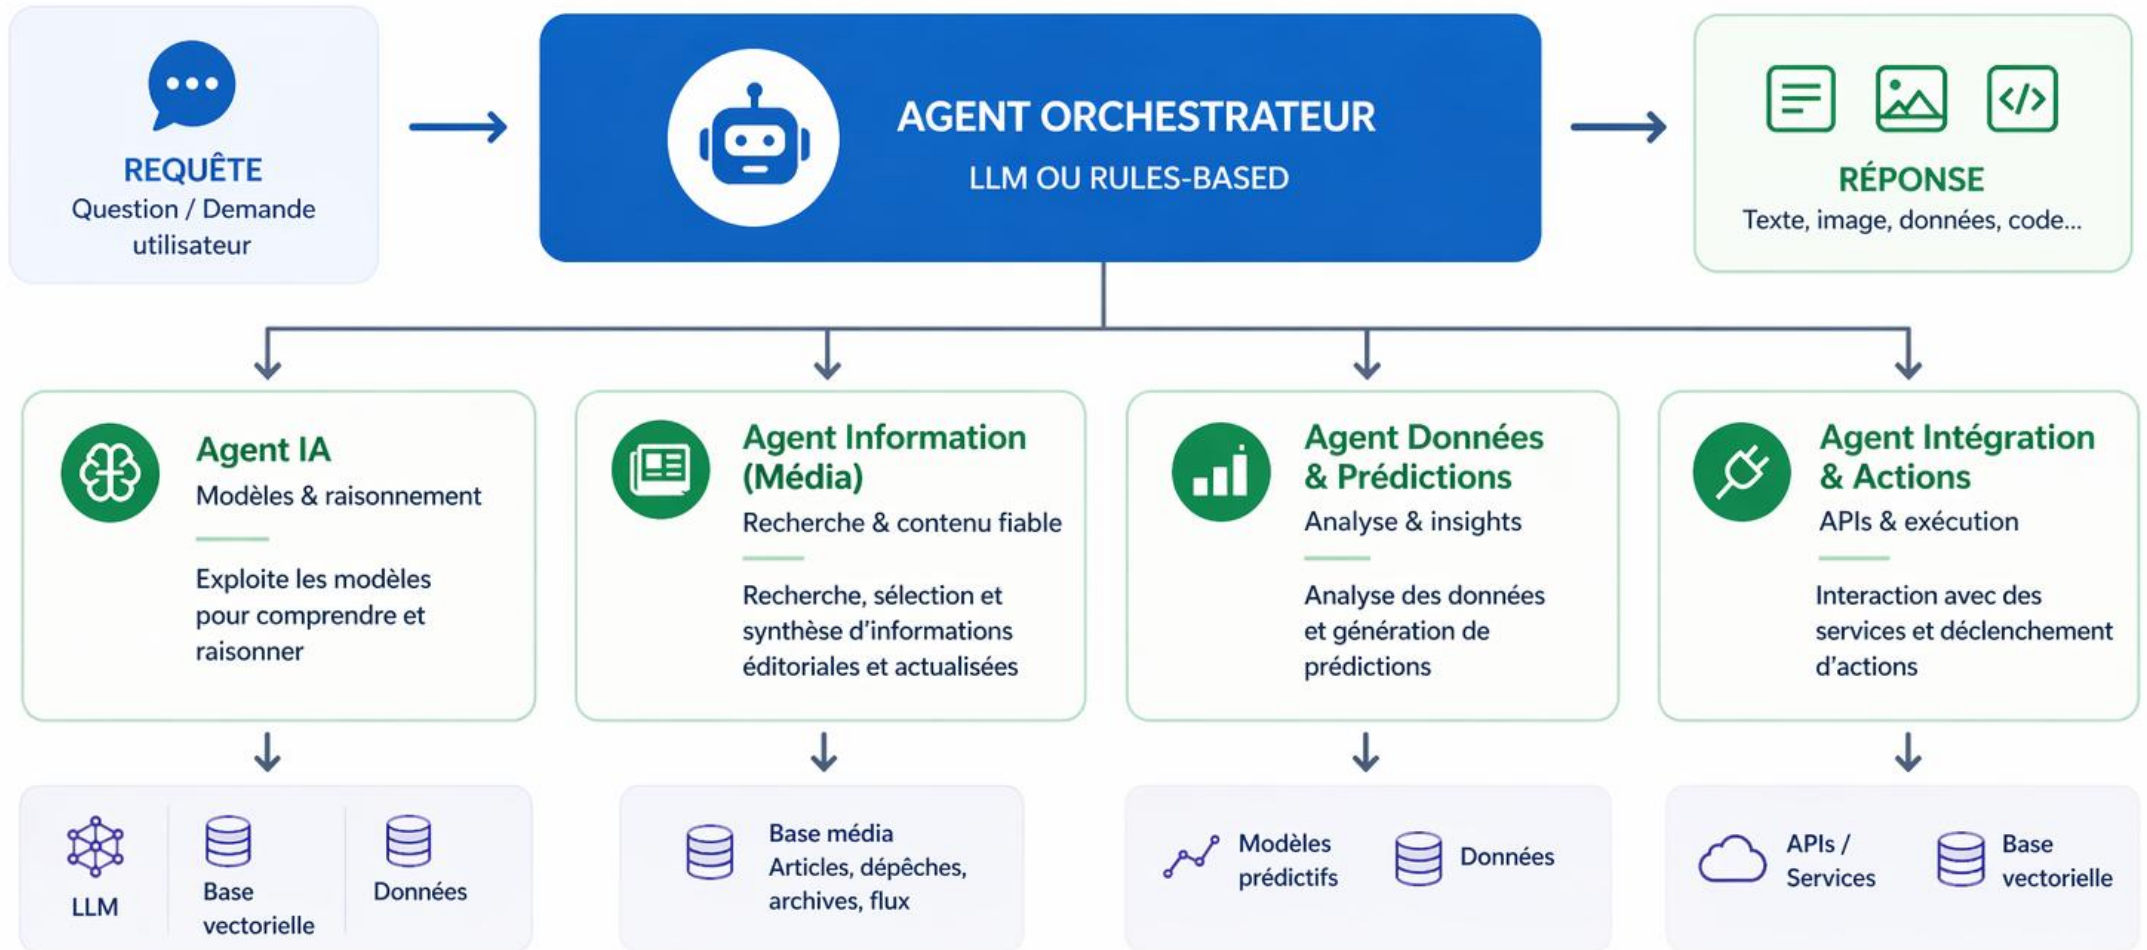 REQUÊTE
Question / Demande
utilisateur
AGENT ORCHESTRATEUR
LLM OU RULES-BASED
</>
RÉPONSE
Texte, image, données, code...
Agent IA
Modèles & raisonnement
Exploite les modèles
pour comprendre et
raisonner
Agent Information
(Média)
Recherche & contenu fiable
Recherche, sélection et
synthèse d’informations
éditoriales et actualisées
Agent Données
& Prédictions
Analyse & insights
Analyse des données
et génération de
prédictions
Agent Intégration
& Actions
APIs & exécution
Interaction avec des
services et déclenchement
d’actions
LLM
Base
vectorielle
Données
Base média
Articles, dépêches,
archives, flux
Modèles
prédictifs
Données
APIs /
Services
Base
vectorielle